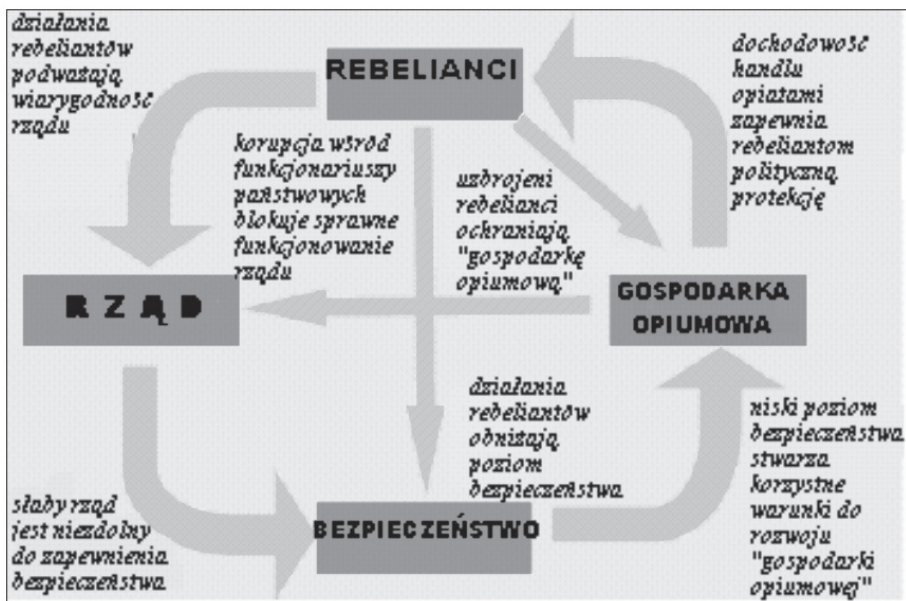 działania
rebeliantów
podważają
wiarygodność
rządu
REBELIANCI
dochodowość
handlu
opiatami
zapewnia
rebeliantom
polityczną
protekcję
korupcja wśród
funkcjonariuszy
państwowych
blokuje sprawne
funkcjonowanie
rządu
uzbrojeni
rebelianci
ochraniają
"gospodarkę
opiumową"
RZĄD
GOSPODARKA
OPIUMOWA
działania
rebeliantów
obniżają
poziom
bezpieczeństwa
niski poziom
bezpieczeństwa
stwarza
korzystne
warunki do
rozwoju
"gospodarki
opiumowej"
słaby rząd
jest niezdolny
do zapewnienia
bezpieczeństwa
BEZPIECZEŃSTWO